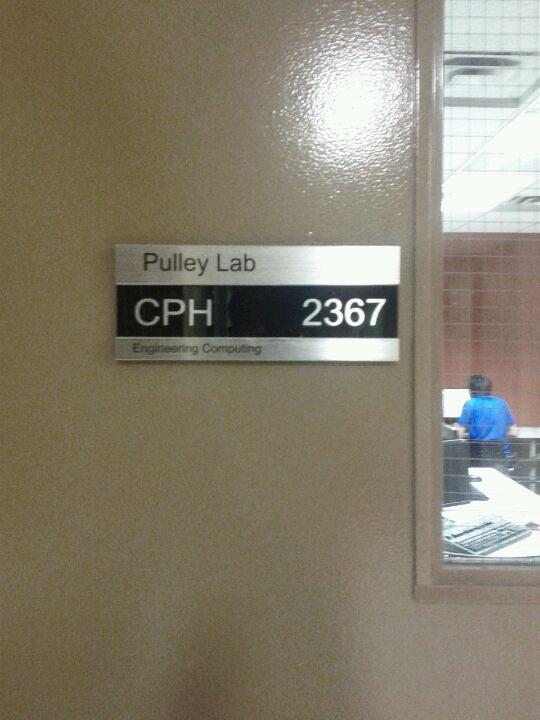 Pulley Lab
CPH 2367
Engineering Computing